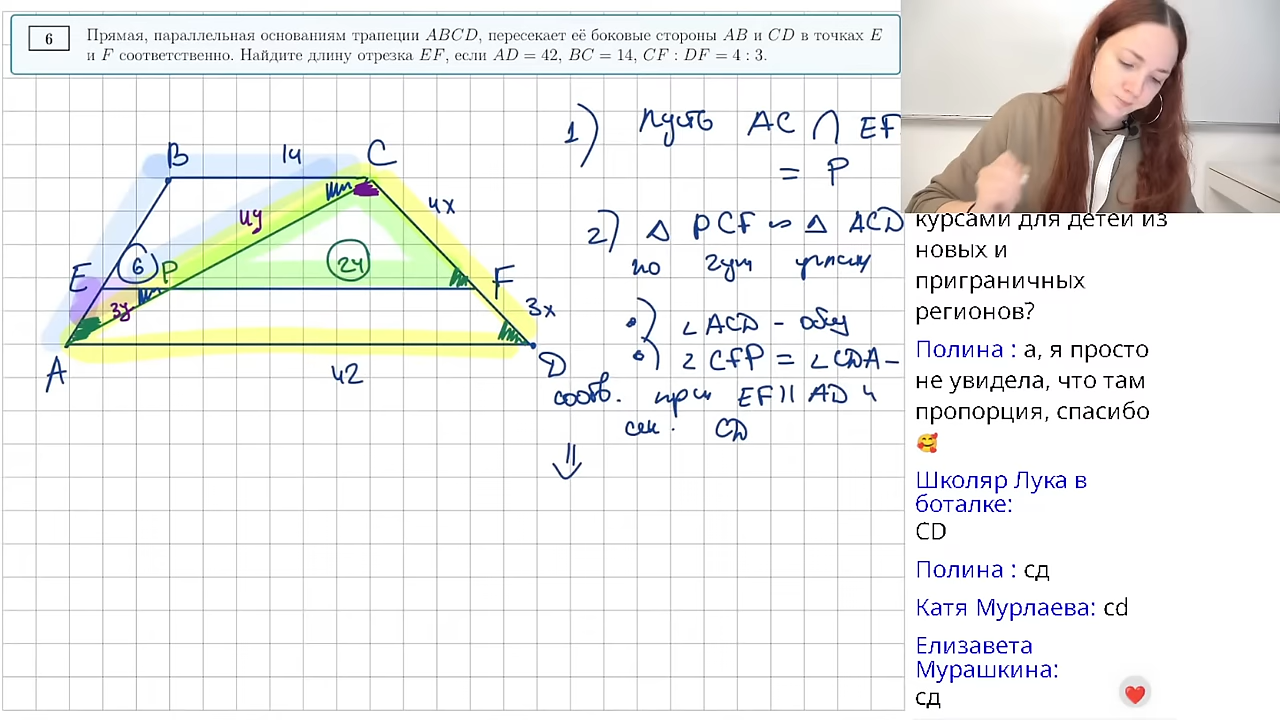 6
Прямая, параллельная основаниям трапеции ABCD, пересекает её боковые стороны AB и CD в точках E
и F соответственно. Найдите длину отрезка EF, если AD = 42, BC = 14, CF : DF = 4 : 3.
B
14
C
4y
4x
E
6
P
24
F
3y
3x
A
42
D
1) Пусть AC ∩ EF
= P
2) △ PCF ∾ △ ACD
по двум углам
•) ∠ACD – общ
•) ∠CFP = ∠CDA –
соотв. при EF || AD и
сек. CD
⇓
курсами для детей из
новых и
приграничных
регионов?
Полина : а, я просто
не увидела, что там
пропорция, спасибо
🥰
Школяр Лука в
боталке:
CD
Полина : сд
Катя Мурлаева: cd
Елизавета
Мурашкина:
сд